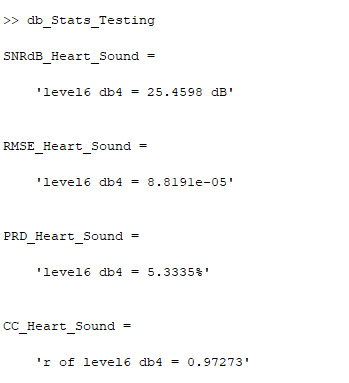 >> db_Stats_Testing
SNRdB_Heart_Sound =
'level6 db4 = 25.4598 dB'
RMSE_Heart_Sound =
'level6 db4 = 8.8191e-05'
PRD_Heart_Sound =
'level6 db4 = 5.3335%'
CC_Heart_Sound =
'r of level6 db4 = 0.97273'